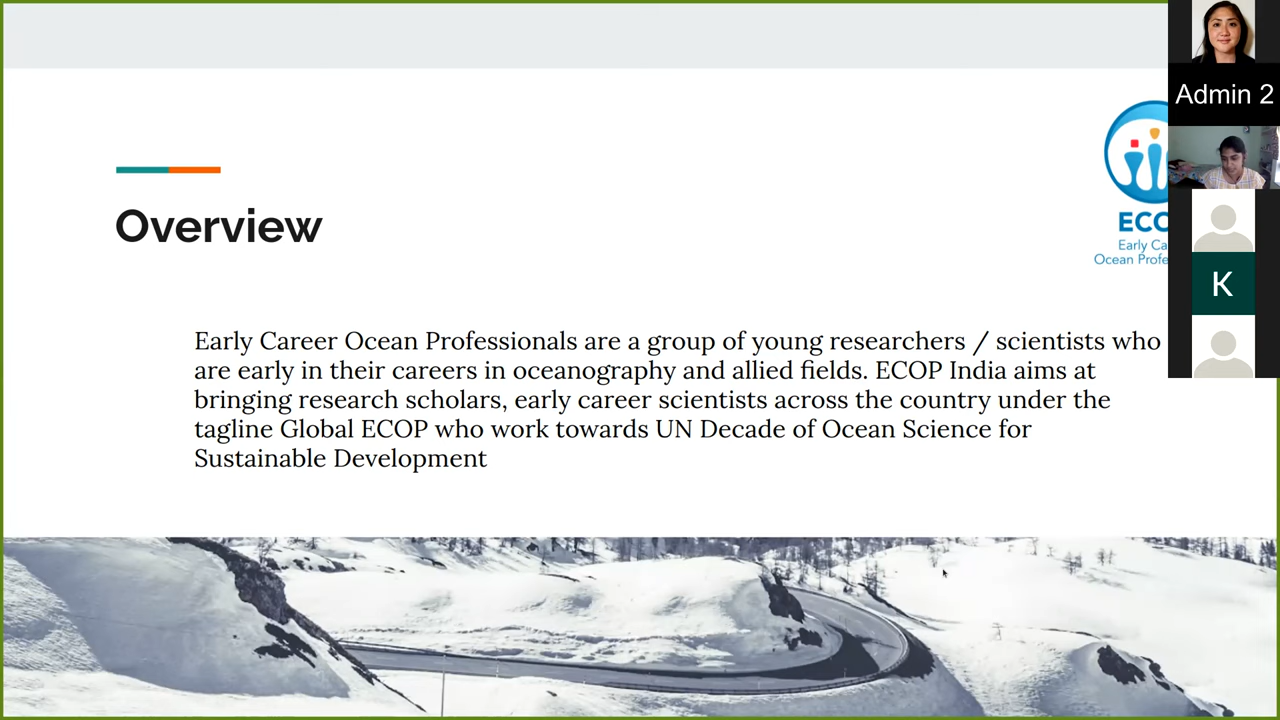 Admin 2
Overview
ECO
Early Ca
Ocean Profe
K
Early Career Ocean Professionals are a group of young researchers / scientists who
are early in their careers in oceanography and allied fields. ECOP India aims at
bringing research scholars, early career scientists across the country under the
tagline Global ECOP who work towards UN Decade of Ocean Science for
Sustainable Development